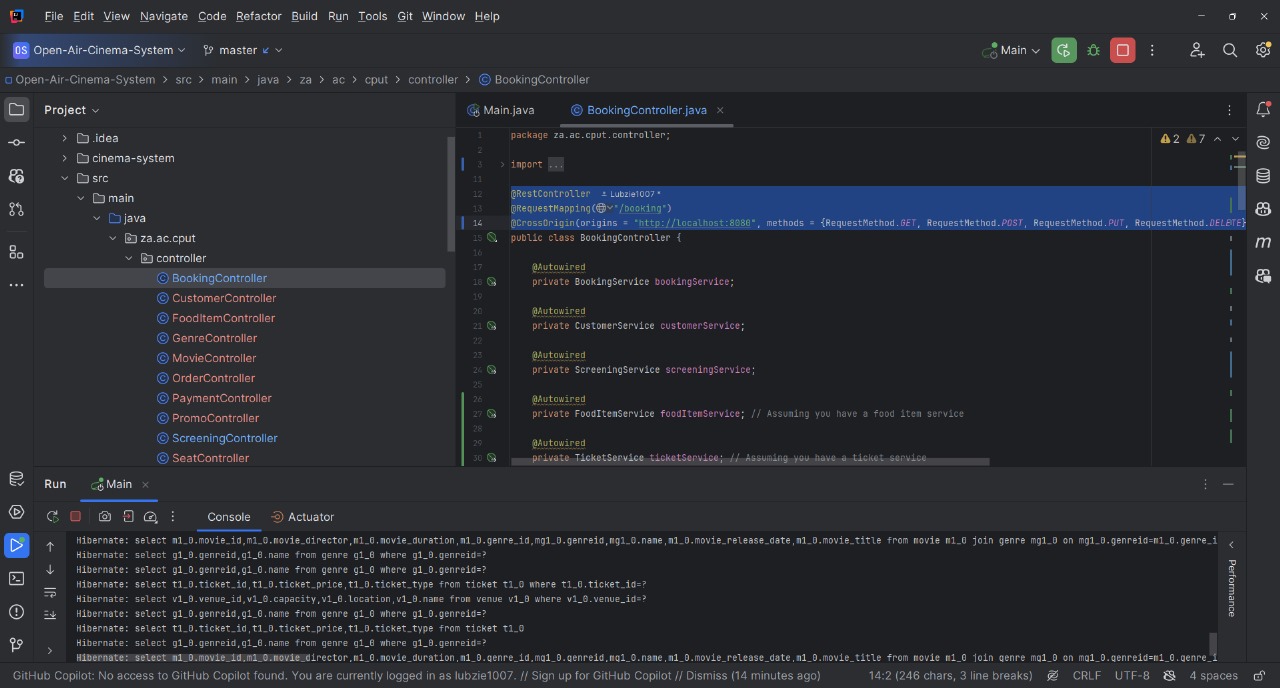 File Edit View Navigate Code Refactor Build Run Tools Git Window Help
OS Open-Air-Cinema-System master Main
Open-Air-Cinema-System > src > main > java > za > ac > cput > controller > BookingController
Project
.idea
cinema-system
src
main
java
za.ac.cput
controller
BookingController
CustomerController
FoodItemController
GenreController
MovieController
OrderController
PaymentController
PromoController
ScreeningController
SeatController
Main.java BookingController.java
2 7
1 package za.ac.cput.controller;
2
3 import ...
11
12 @RestController Lubzie1007 *
13 @RequestMapping("/booking")
14 @CrossOrigin(origins = "http://localhost:8080", methods = {RequestMethod.GET, RequestMethod.POST, RequestMethod.PUT, RequestMethod.DELETE}
15 public class BookingController {
16
17 @Autowired
18 private BookingService bookingService;
19
20 @Autowired
21 private CustomerService customerService;
22
23 @Autowired
24 private ScreeningService screeningService;
25
26 @Autowired
27 private FoodItemService foodItemService; // Assuming you have a food item service
28
29 @Autowired
30 private TicketService ticketService; // Assuming you have a ticket service
Run Main
Console Actuator
Hibernate: select m1_0.movie_id,m1_0.movie_director,m1_0.movie_duration,m1_0.genre_id,mg1_0.genreid,mg1_0.name,m1_0.movie_release_date,m1_0.movie_title from movie m1_0 join genre mg1_0 on mg1_0.genreid=m1_0.genre_i
Hibernate: select g1_0.genreid,g1_0.name from genre g1_0 where g1_0.genreid=?
Hibernate: select g1_0.genreid,g1_0.name from genre g1_0 where g1_0.genreid=?
Hibernate: select t1_0.ticket_id,t1_0.ticket_price,t1_0.ticket_type from ticket t1_0 where t1_0.ticket_id=?
Hibernate: select v1_0.venue_id,v1_0.capacity,v1_0.location,v1_0.name from venue v1_0 where v1_0.venue_id=?
Hibernate: select g1_0.genreid,g1_0.name from genre g1_0 where g1_0.genreid=?
Hibernate: select t1_0.ticket_id,t1_0.ticket_price,t1_0.ticket_type from ticket t1_0
Hibernate: select g1_0.genreid,g1_0.name from genre g1_0 where g1_0.genreid=?
Hibernate: select m1_0.movie_id,m1_0.movie_director,m1_0.movie_duration,m1_0.genre_id,mg1_0.genreid,mg1_0.name,m1_0.movie_release_date,m1_0.movie_title from movie m1_0 join genre mg1_0 on mg1_0.genreid=m1_0.genre_i
Performance
GitHub Copilot: No access to GitHub Copilot found. You are currently logged in as lubzie1007. // Sign up for GitHub Copilot // Dismiss (14 minutes ago) 14:2 (246 chars, 3 line breaks) CRLF UTF-8 4 spaces